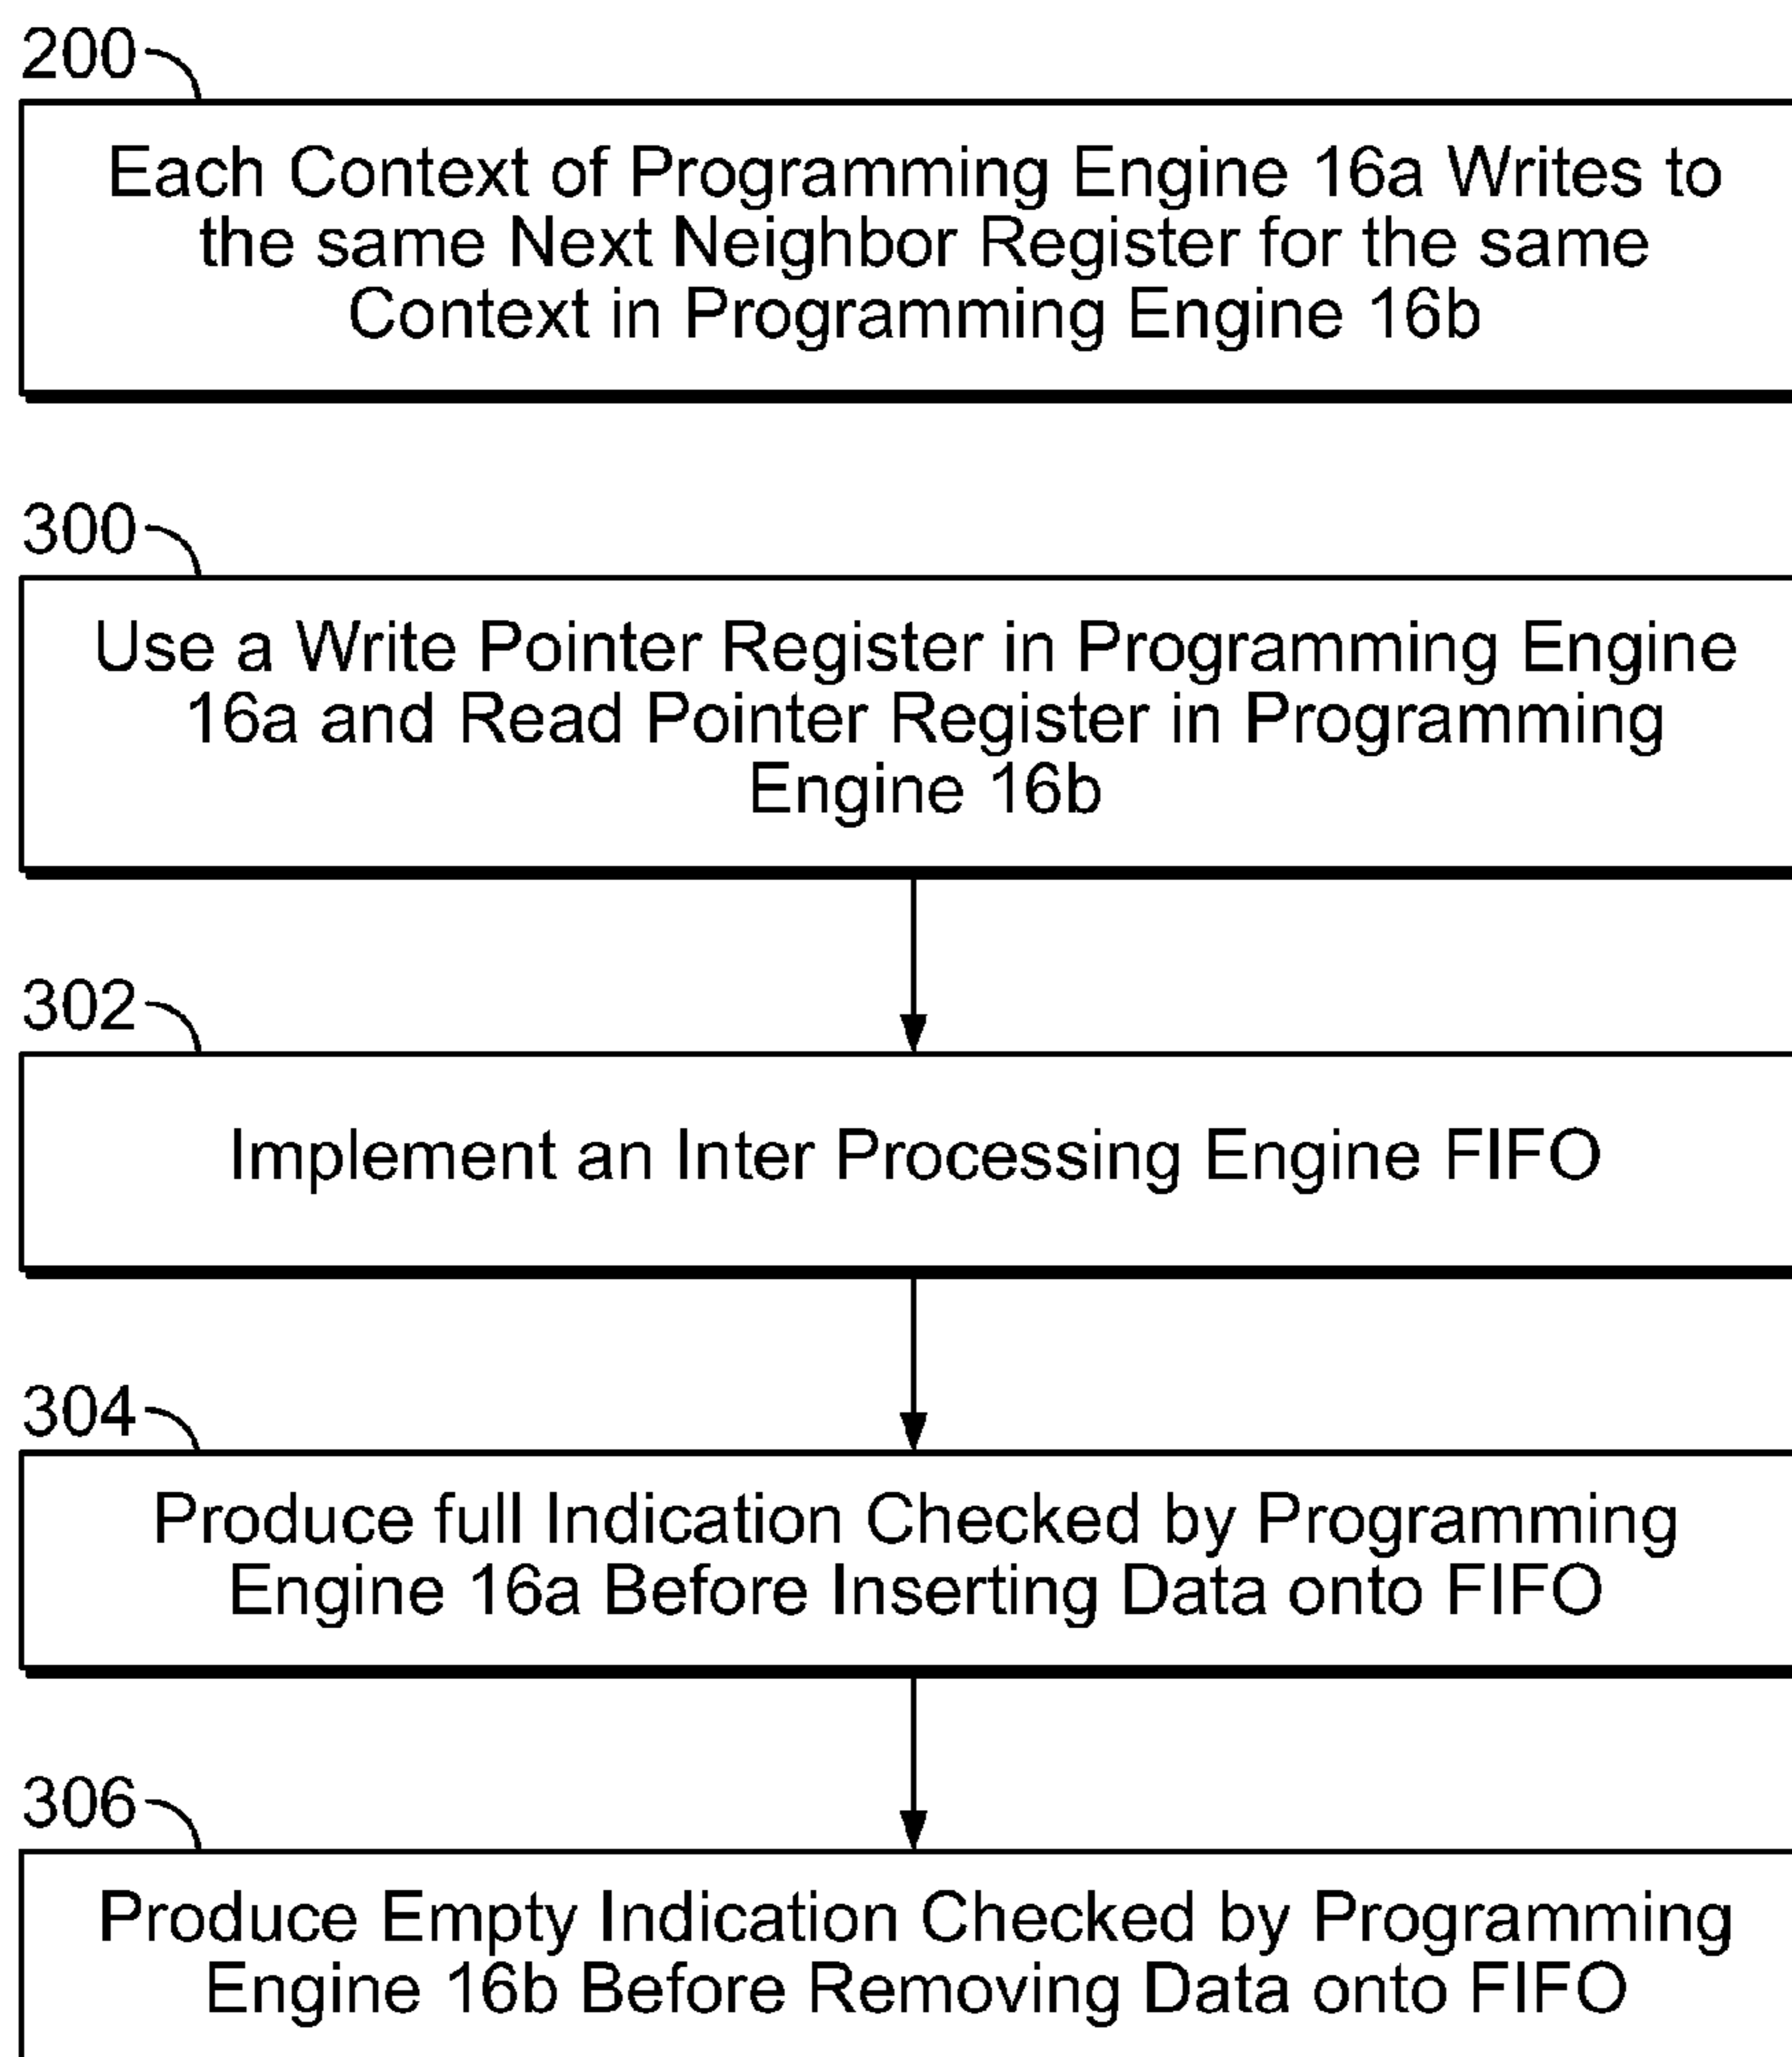 200
Each Context of Programming Engine 16a Writes to
the same Next Neighbor Register for the same
Context in Programming Engine 16b
300
Use a Write Pointer Register in Programming Engine
16a and Read Pointer Register in Programming
Engine 16b
302
Implement an Inter Processing Engine FIFO
304
Produce full Indication Checked by Programming
Engine 16a Before Inserting Data onto FIFO
306
Produce Empty Indication Checked by Programming
Engine 16b Before Removing Data onto FIFO